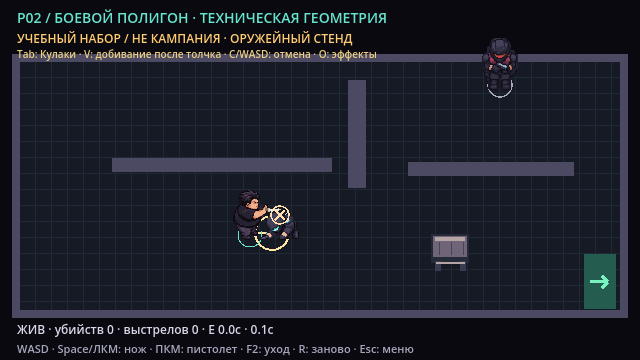 P02 / БОЕВОЙ ПОЛИГОН · ТЕХНИЧЕСКАЯ ГЕОМЕТРИЯ
УЧЕБНЫЙ НАБОР / НЕ КАМПАНИЯ · ОРУЖЕЙНЫЙ СТЕНД
Tab: Кулаки · V: добивание после толчка · C/WASD: отмена · O: эффекты
ЖИВ · убийств 0 · выстрелов 0 · E 0.0с · 0.1с
WASD · Space/ЛКМ: нож · ПКМ: пистолет · F2: уход · R: заново · Esc: меню